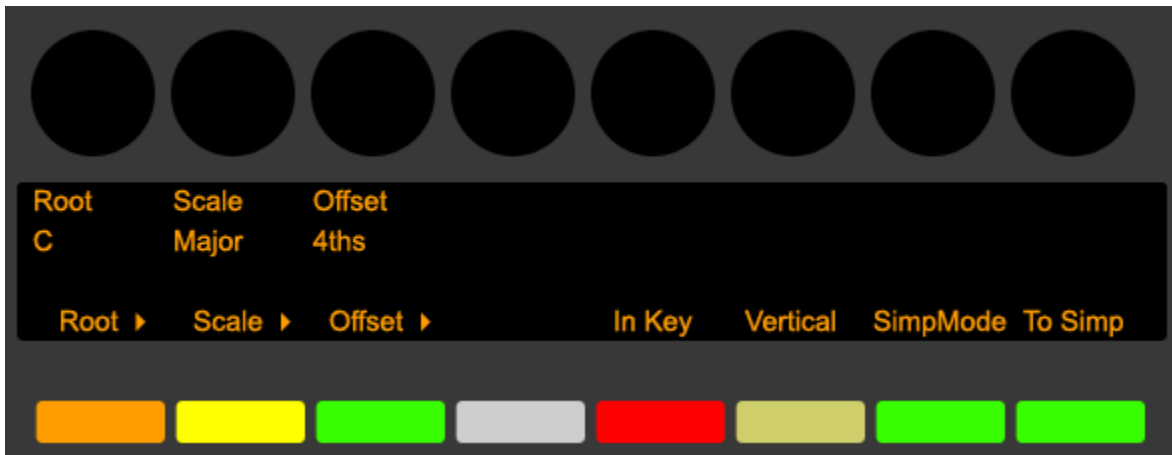 Root Scale Offset
C Major 4ths
Root Scale Offset In Key Vertical SimpMode To Simp